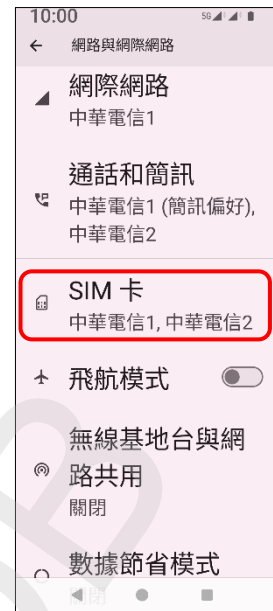 10:00 5G
網路與網際網路
網際網路
中華電信1
通話和簡訊
中華電信1 (簡訊偏好),
中華電信2
SIM 卡
中華電信1, 中華電信2
飛航模式
無線基地台與網
路共用
關閉
數據節省模式
關閉